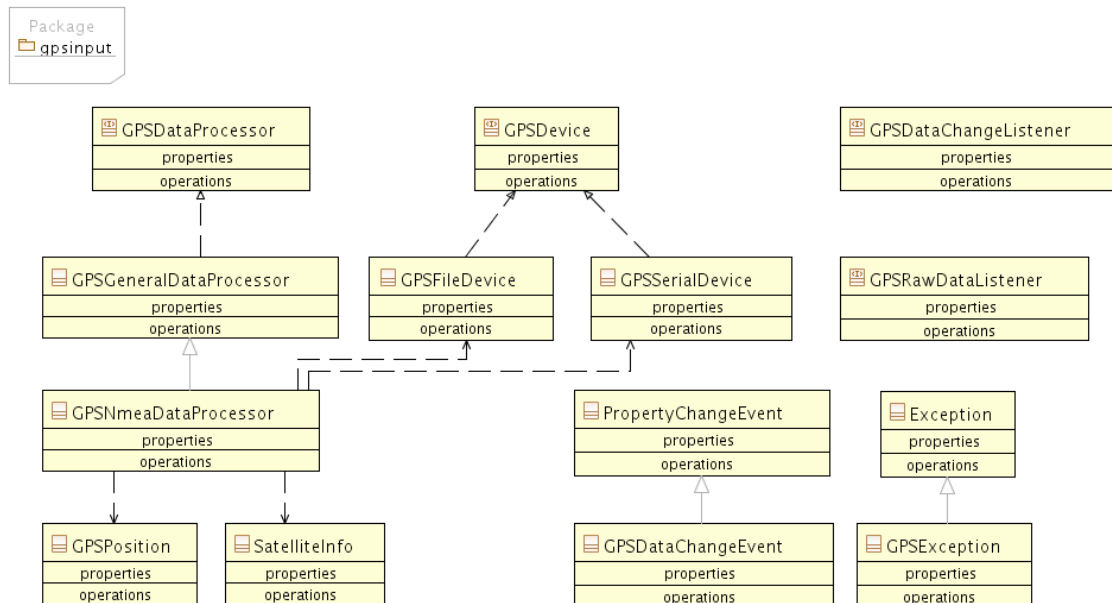 Package
gpsinput
GPSDataProcessor
properties
operations
GPSDevice
properties
operations
GPSDataChangeListener
properties
operations
GPSGeneralDataProcessor
properties
operations
GPSFileDevice
properties
operations
GPSSerialDevice
properties
operations
GPSRawDataListener
properties
operations
GPSNmeaDataProcessor
properties
operations
PropertyChangeEvent
properties
operations
Exception
properties
operations
GPSPosition
properties
operations
SatelliteInfo
properties
operations
GPSDataChangeEvent
properties
operations
GPSException
properties
operations